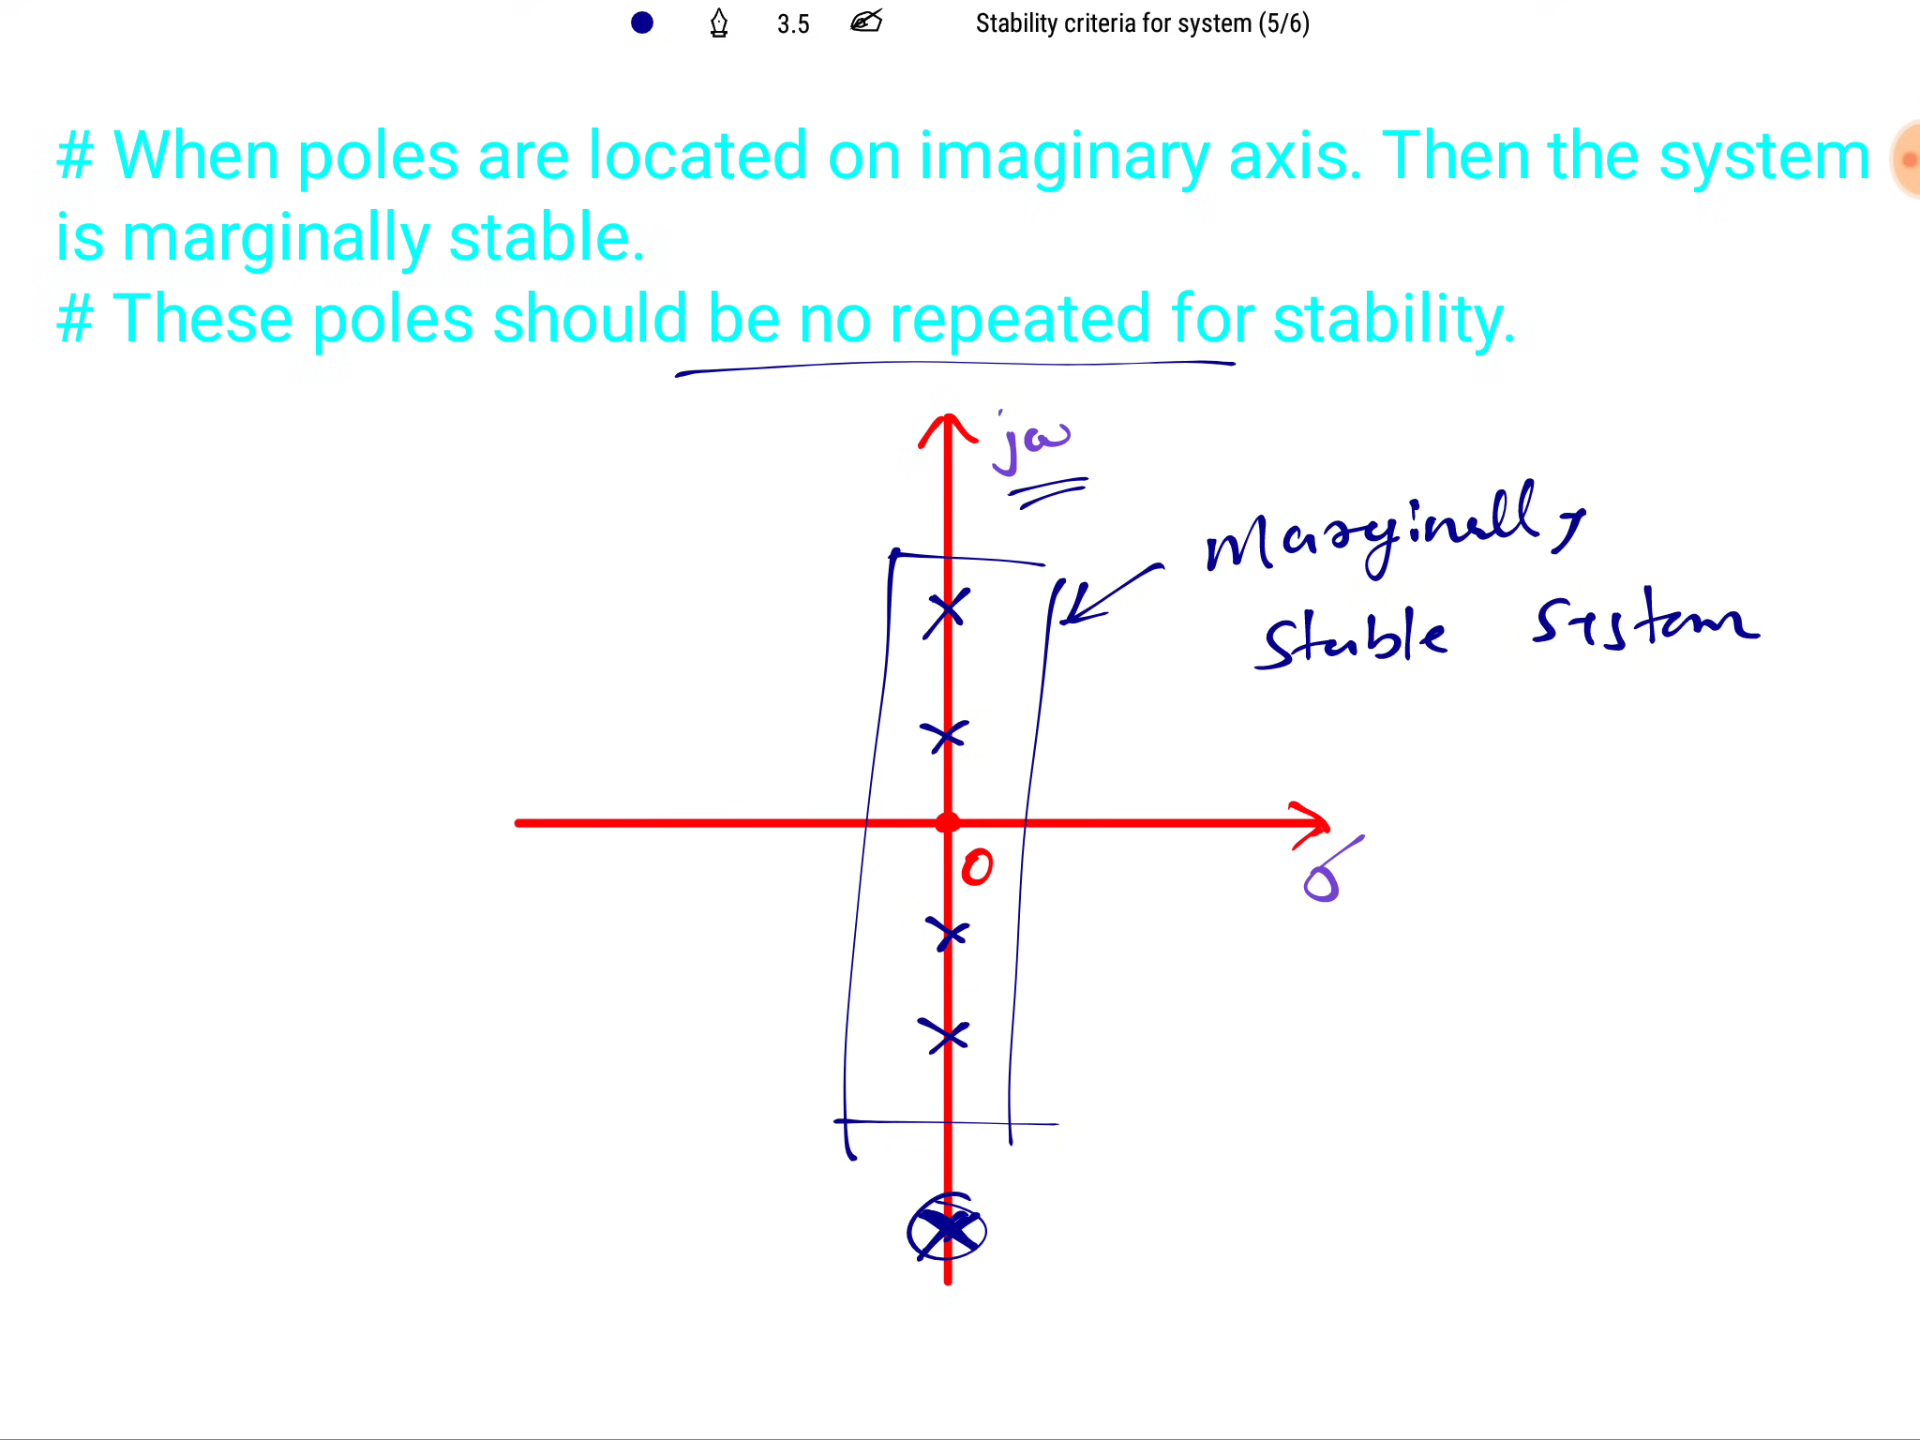 3.5 Stability criteria for system (5/6)
# When poles are located on imaginary axis. Then the system
is marginally stable.
# These poles should be no repeated for stability.
jω
Marginally
Stable System
0
σ